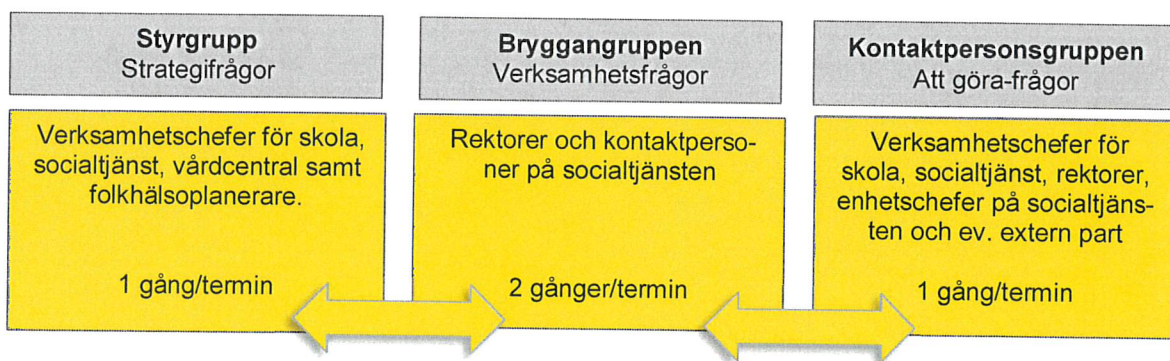 Styrgrupp
Strategifrågor
Verksamhetschefer för skola,
socialtjänst, vårdcentral samt
folkhälsoplanerare.
1 gång/termin
Bryggangruppen
Verksamhetsfrågor
Rektorer och kontaktperso-
ner på socialtjänsten
2 gånger/termin
Kontaktpersonsgruppen
Att göra-frågor
Verksamhetschefer för
skola, socialtjänst, rektorer,
enhetschefer på socialtjäns-
ten och ev. extern part
1 gång/termin